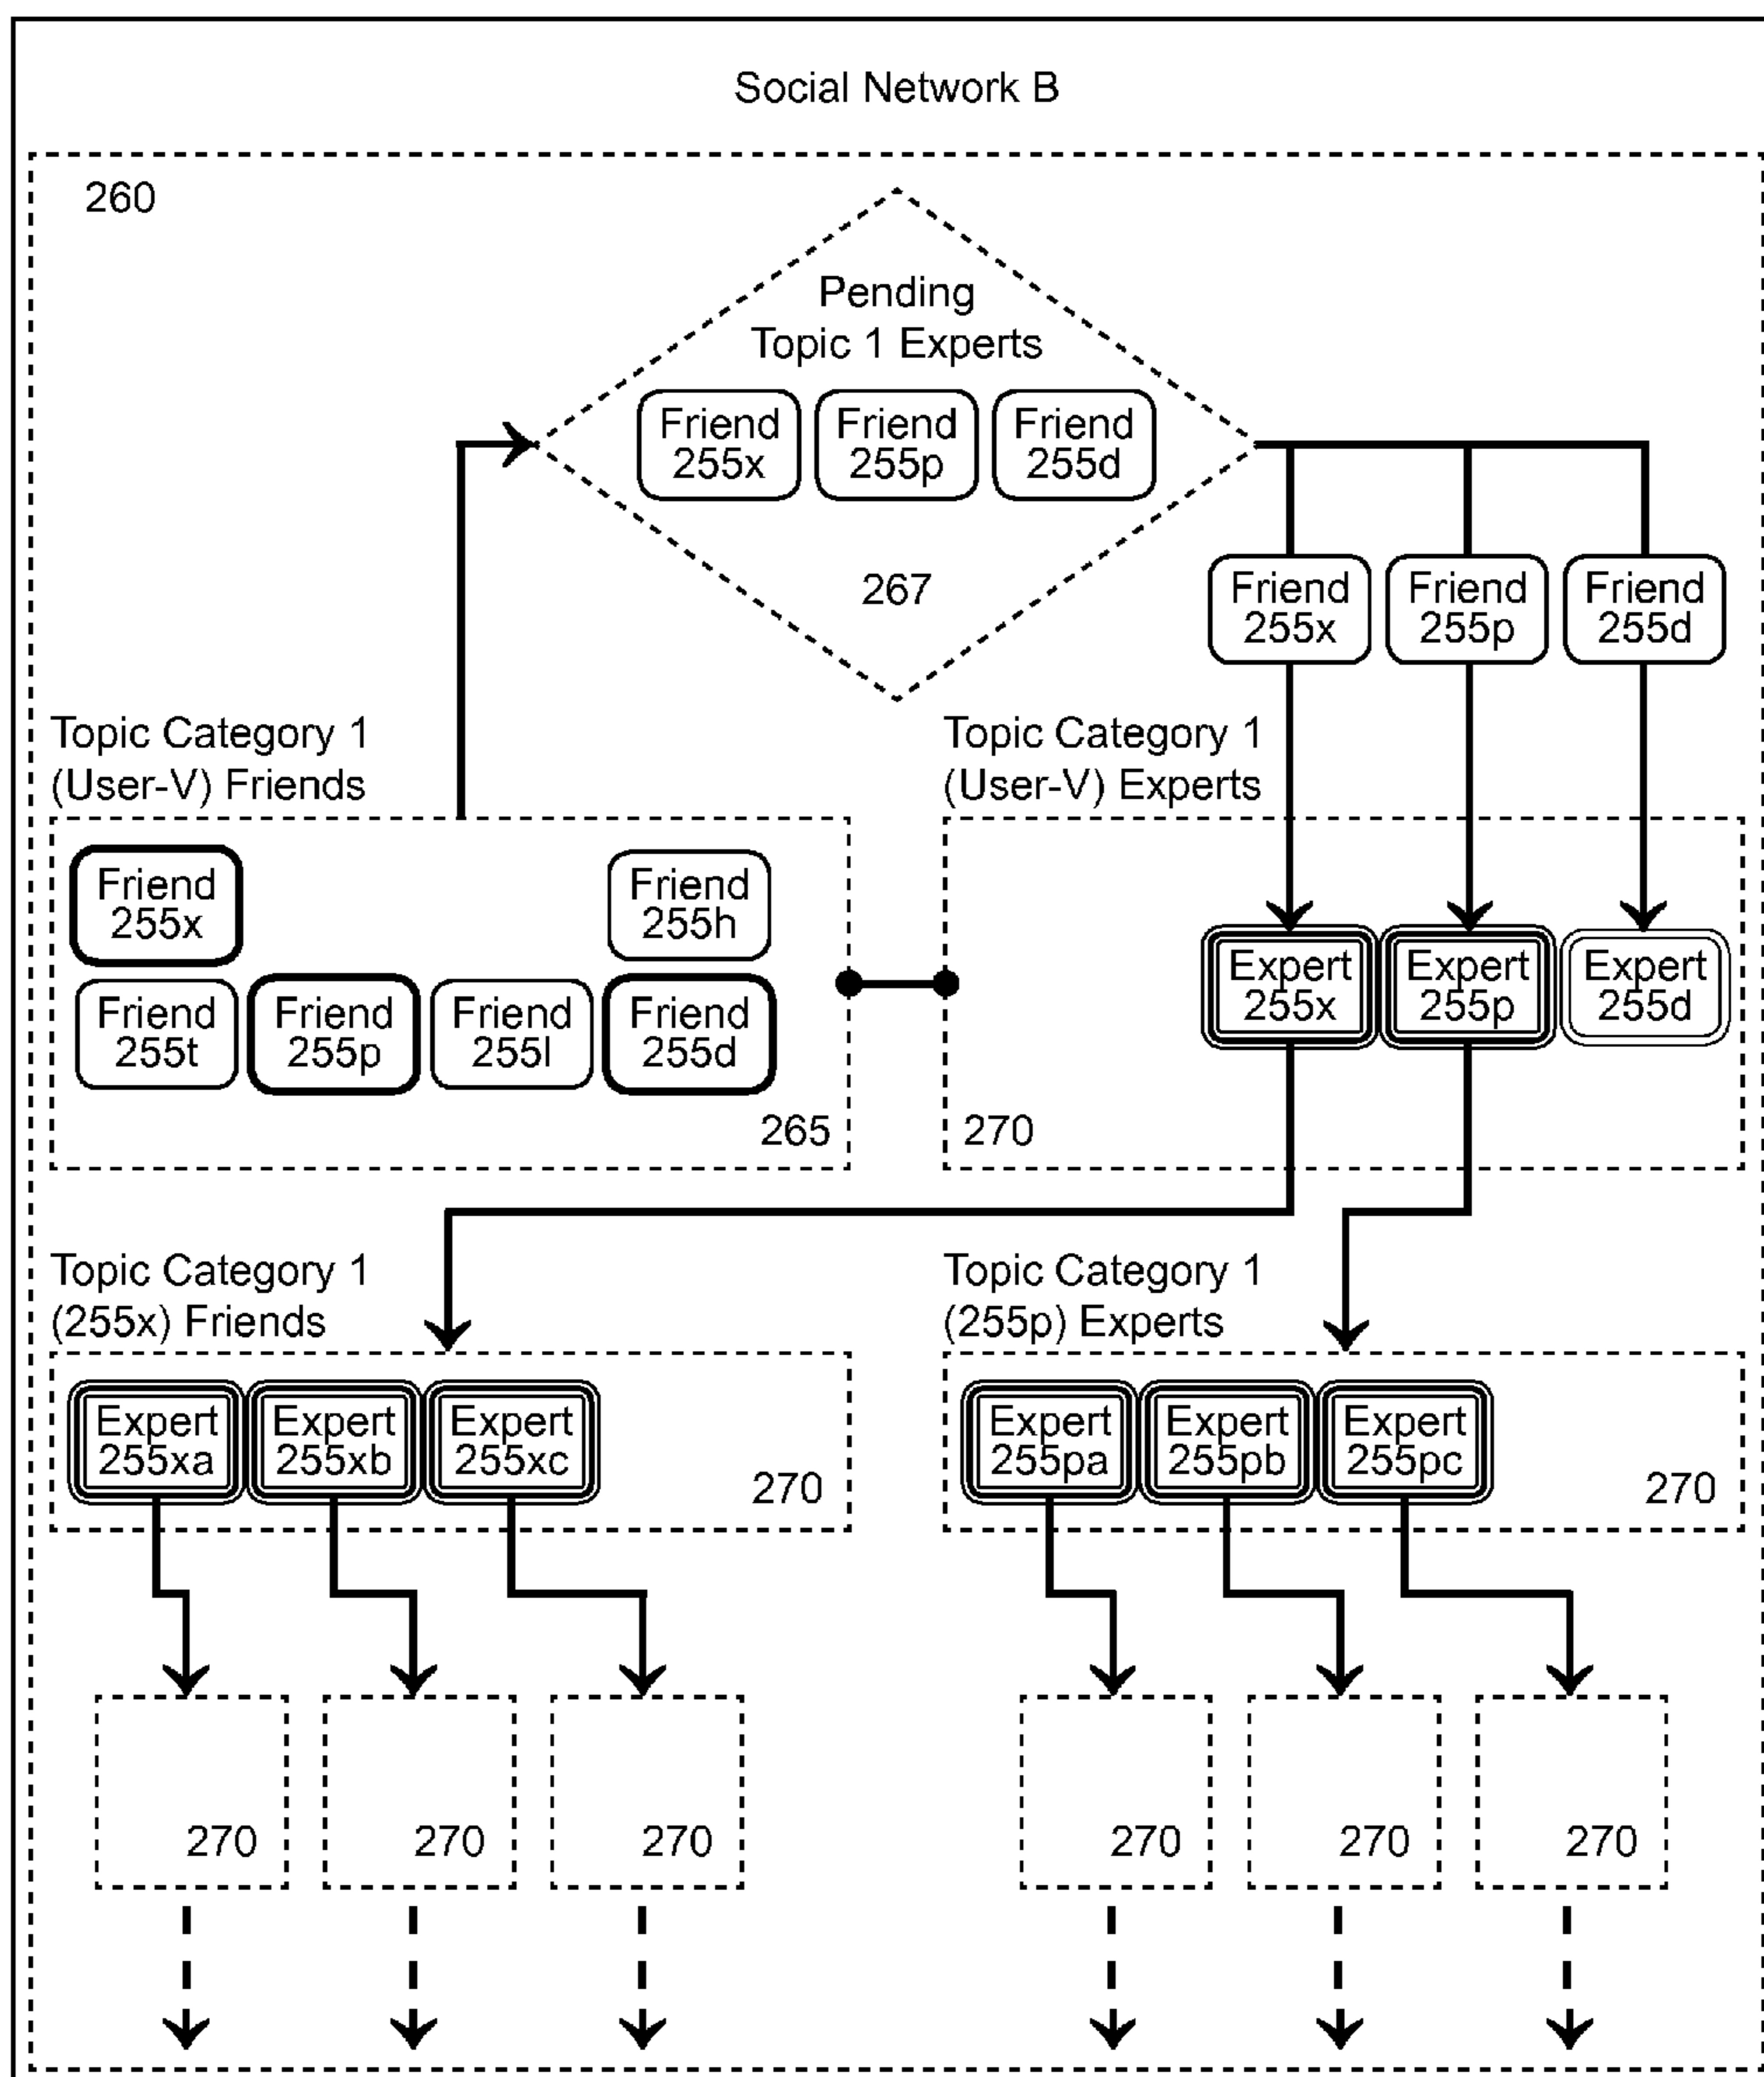 Social Network B
260
Pending
Topic 1 Experts
Friend
255x
Friend
255p
Friend
255d
267
Friend
255x
Friend
255p
Friend
255d
Topic Category 1
(User-V) Friends
Friend
255x
Friend
255h
Friend
255t
Friend
255p
Friend
255l
Friend
255d
265
Topic Category 1
(User-V) Experts
Expert
255x
Expert
255p
Expert
255d
270
Topic Category 1
(255x) Friends
Expert
255xa
Expert
255xb
Expert
255xc
270
Topic Category 1
(255p) Experts
Expert
255pa
Expert
255pb
Expert
255pc
270
270
270
270
270
270
270